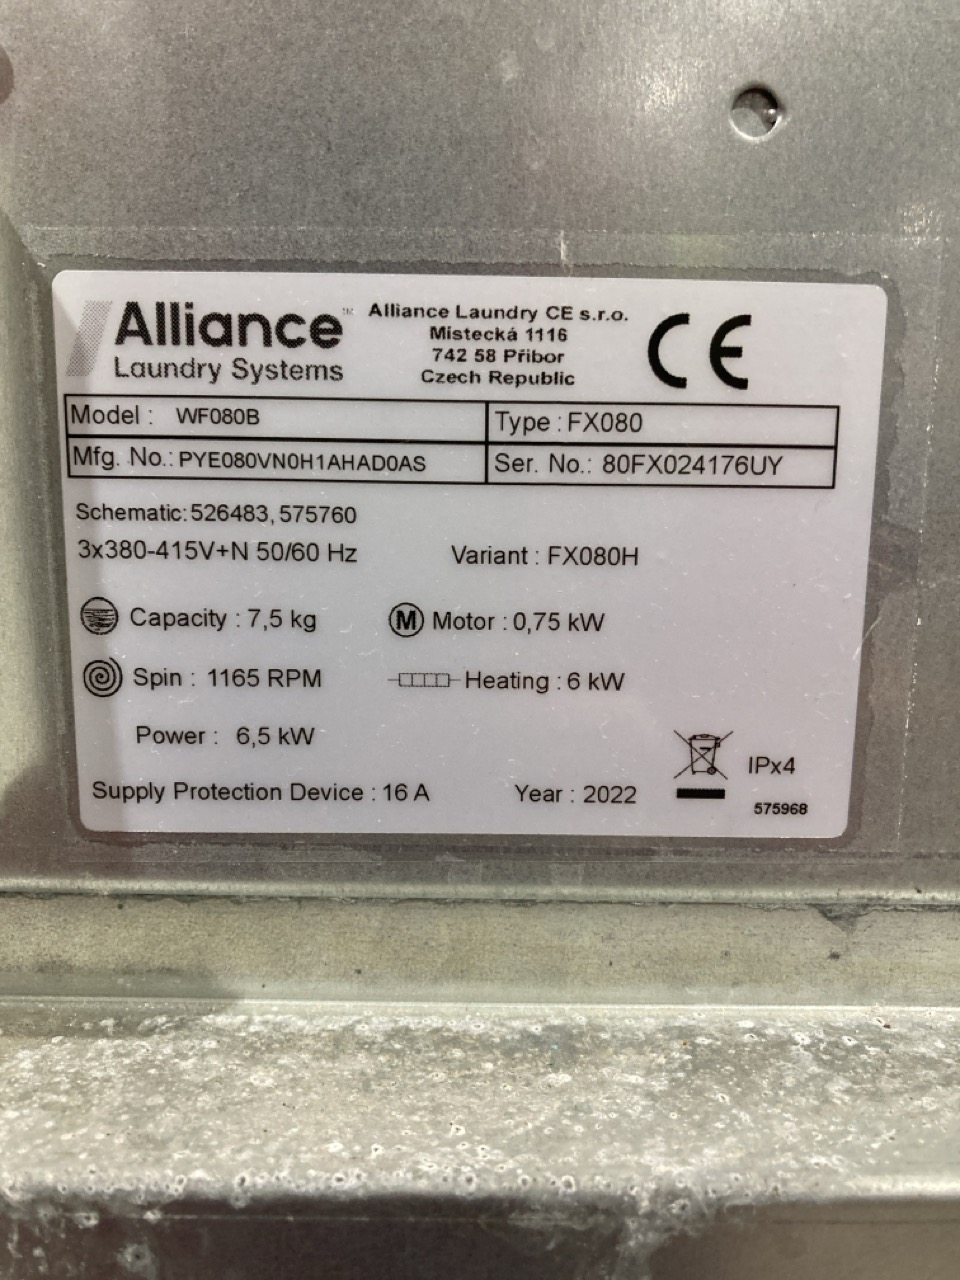 Alliance™
Laundry Systems
Alliance Laundry CE s.r.o.
Místecká 1116
742 58 Příbor
Czech Republic
CE
Model : WF080B
Type : FX080
Mfg. No.: PYE080VN0H1AHAD0AS
Ser. No.: 80FX024176UY
Schematic: 526483, 575760
3x380-415V+N 50/60 Hz
Variant : FX080H
Capacity : 7,5 kg
M Motor : 0,75 kW
Spin : 1165 RPM
Heating : 6 kW
Power : 6,5 kW
IPx4
Supply Protection Device : 16 A
Year : 2022
575968